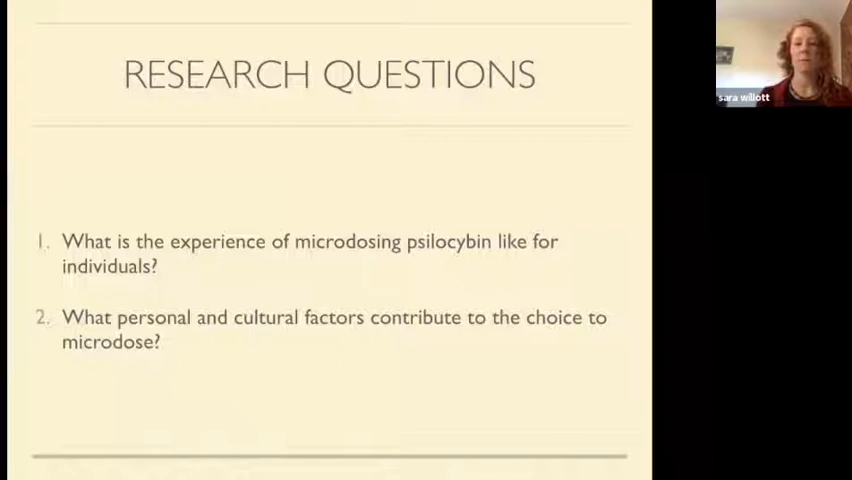 RESEARCH QUESTIONS
sara willott
1. What is the experience of microdosing psilocybin like for
individuals?
2. What personal and cultural factors contribute to the choice to
microdose?